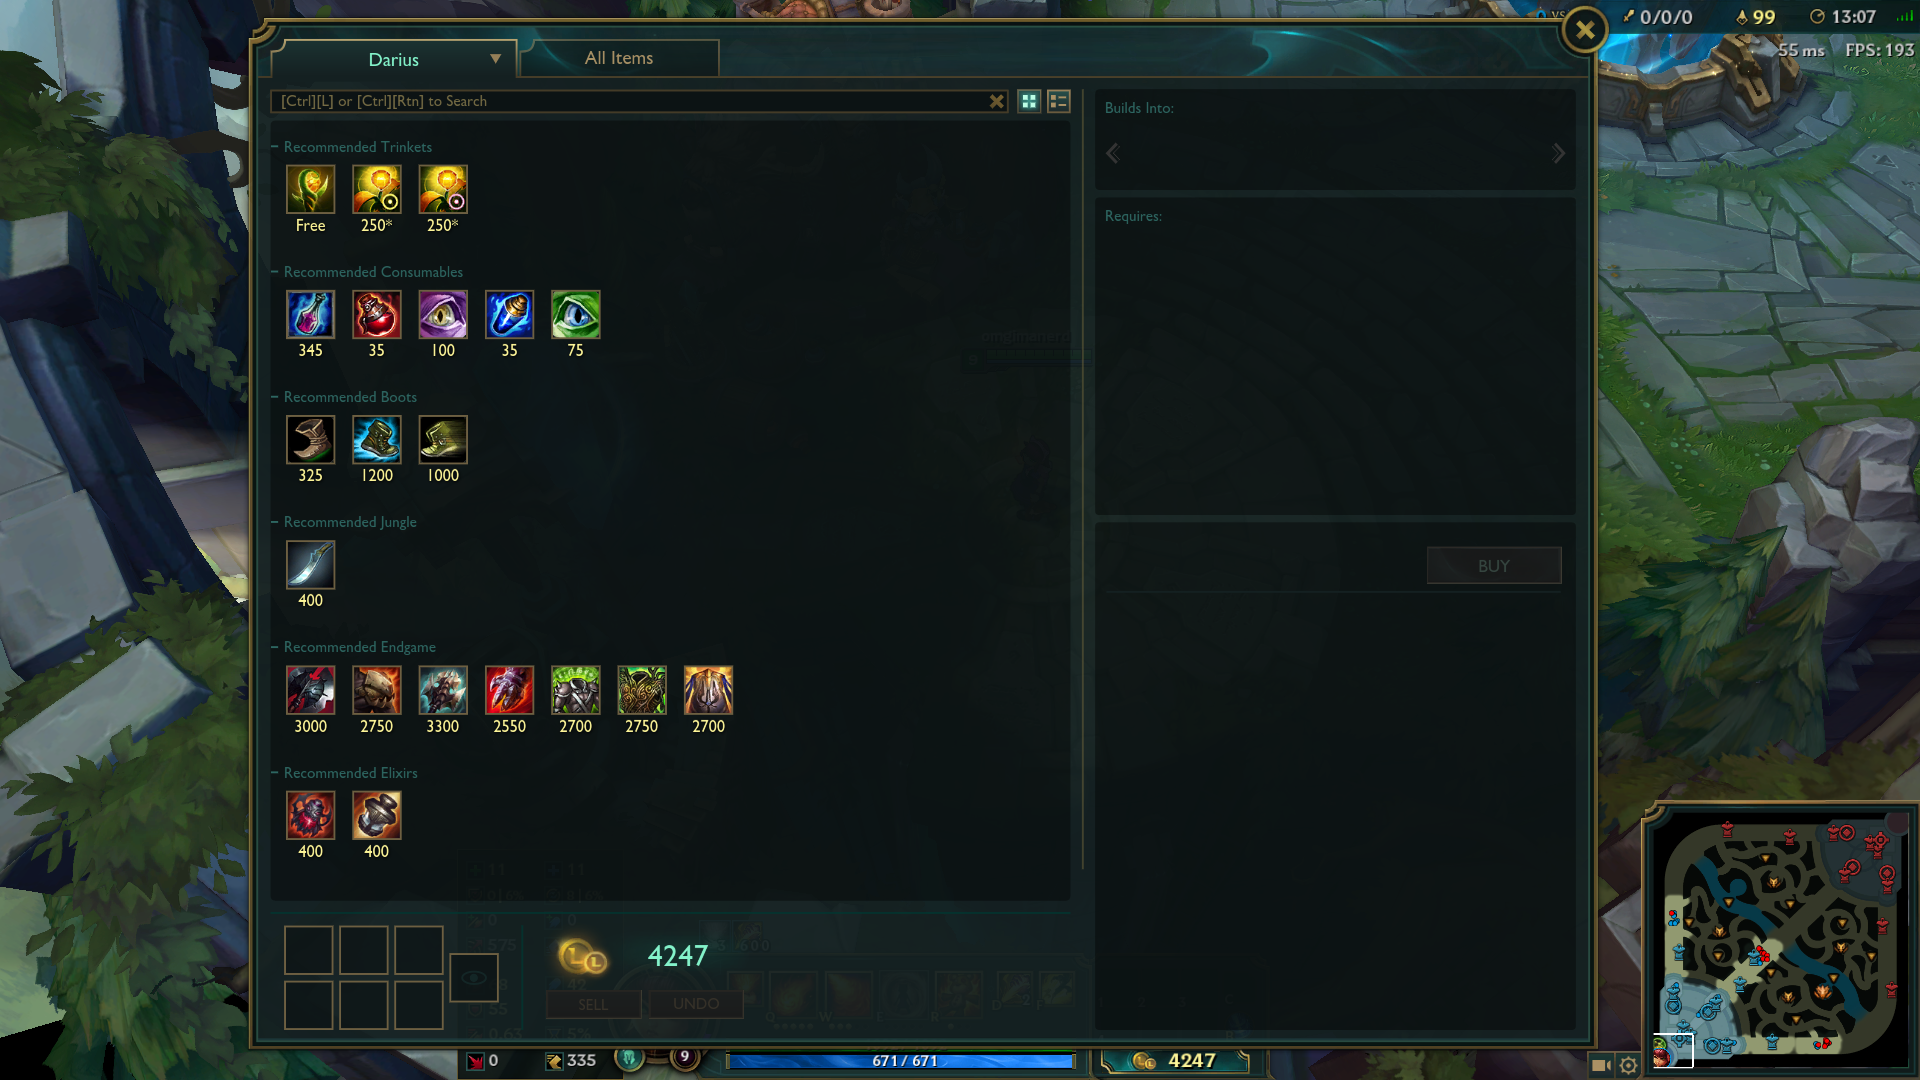 0/0/0
99
13:07
55 ms FPS: 193
Darius
All Items
[Ctrl][L] or [Ctrl][Rtn] to Search
Recommended Trinkets
Free 250* 250*
Recommended Consumables
345 35 100 35 75
Recommended Boots
325 1200 1000
Recommended Jungle
400
Recommended Endgame
3000 2750 3300 2550 2700 2750 2700
Recommended Elixirs
400 400
Builds Into:
Requires:
BUY
4247
SELL UNDO
0 335 9 671 / 671 4247